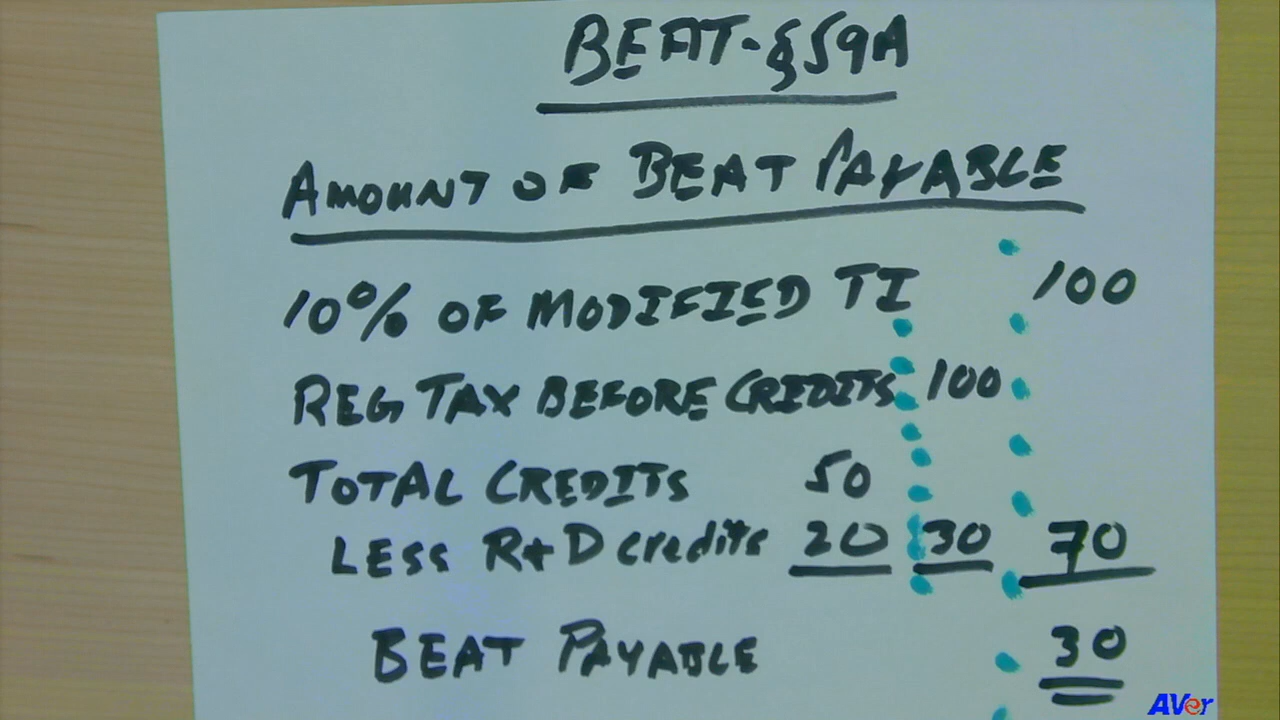 BEAT-§59A
AMOUNT OF BEAT PAYABLE
10% OF MODIFIED TI 100
REG TAX BEFORE CREDITS 100
TOTAL CREDITS 50
LESS R+D credits 20 30 70
BEAT PAYABLE 30
AVer